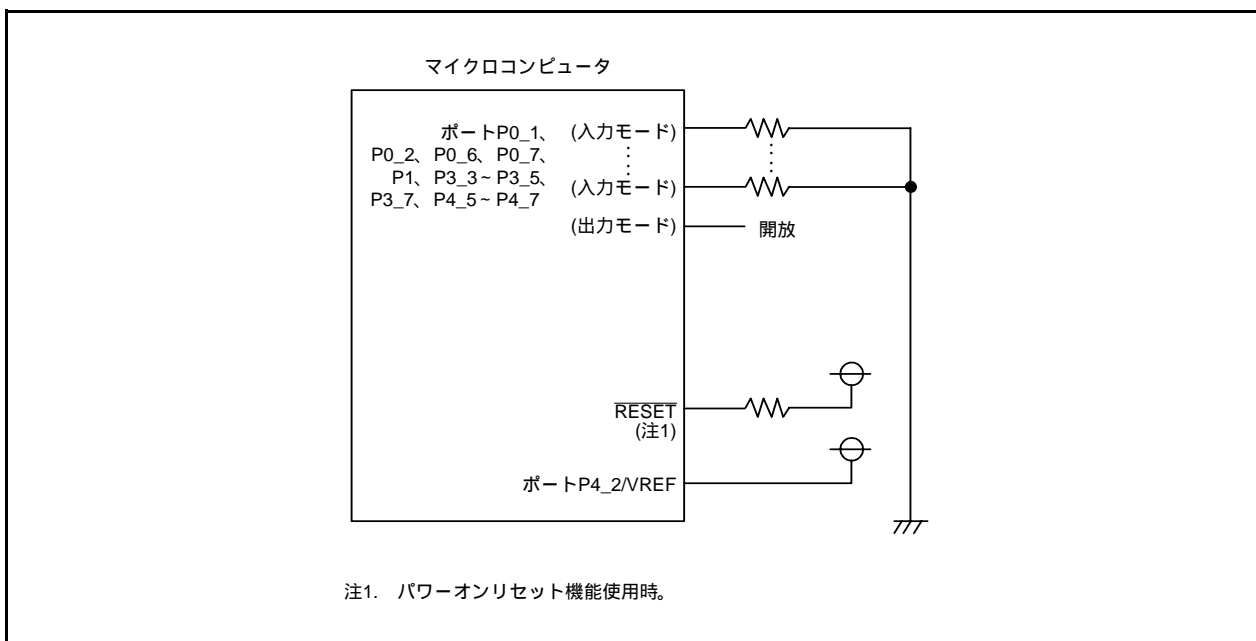 マイクロコンピュータ
ポートP0_1、 (入力モード)
P0_2、P0_6、P0_7、
P1、P3_3~P3_5、 (入力モード)
P3_7、P4_5~P4_7
(出力モード) 開放
RESET
(注1)
ポートP4_2/VREF
注1. パワーオンリセット機能使用時。